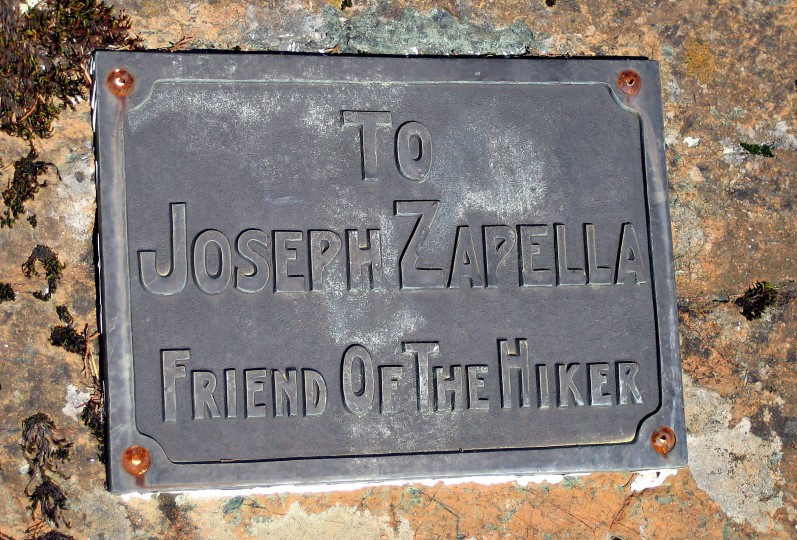 TO
JOSEPH ZAPELLA
FRIEND OF THE HIKER